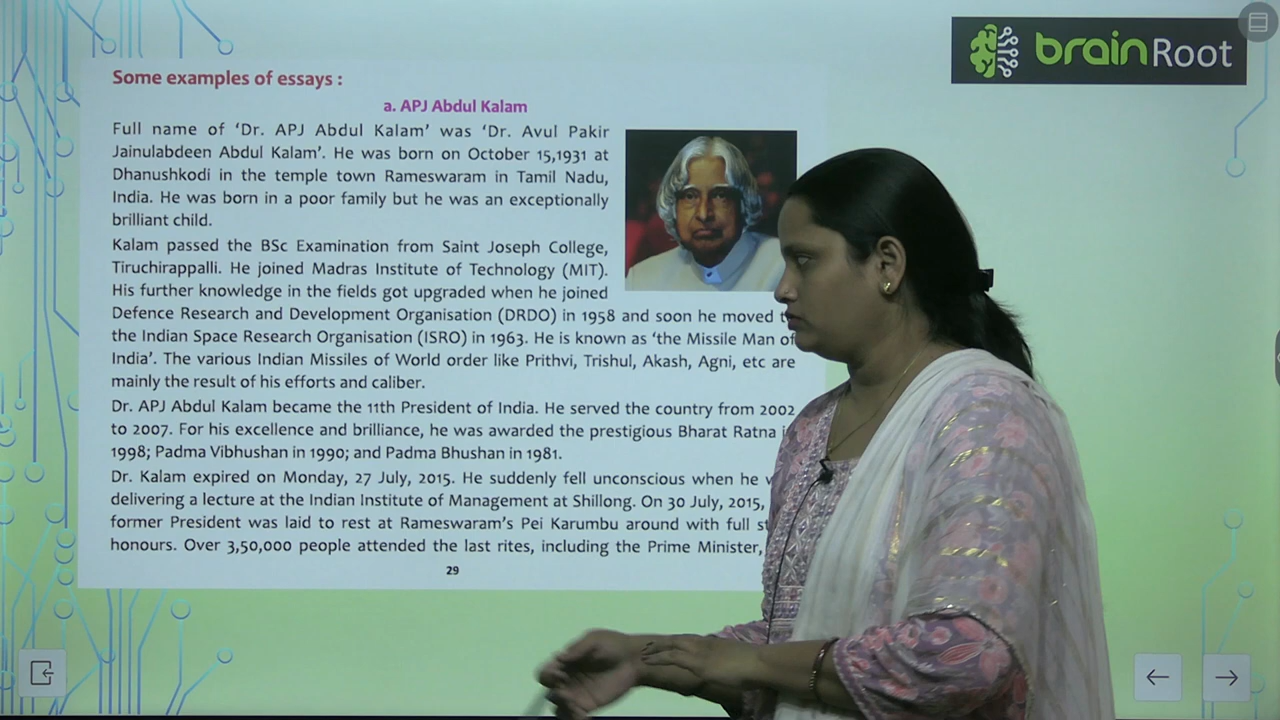 brainRoot
Some examples of essays :
a. APJ Abdul Kalam
Full name of 'Dr. APJ Abdul Kalam' was 'Dr. Avul Pakir
Jainulabdeen Abdul Kalam'. He was born on October 15,1931 at
Dhanushkodi in the temple town Rameswaram in Tamil Nadu,
India. He was born in a poor family but he was an exceptionally
brilliant child.
Kalam passed the BSc Examination from Saint Joseph College,
Tiruchirappalli. He joined Madras Institute of Technology (MIT).
His further knowledge in the fields got upgraded when he joined
Defence Research and Development Organisation (DRDO) in 1958 and soon he moved
the Indian Space Research Organisation (ISRO) in 1963. He is known as 'the Missile Man of
India'. The various Indian Missiles of World order like Prithvi, Trishul, Akash, Agni, etc are
mainly the result of his efforts and caliber.
Dr. APJ Abdul Kalam became the 11th President of India. He served the country from 2002
to 2007. For his excellence and brilliance, he was awarded the prestigious Bharat Ratna
1998; Padma Vibhushan in 1990; and Padma Bhushan in 1981.
Dr. Kalam expired on Monday, 27 July, 2015. He suddenly fell unconscious when he
delivering a lecture at the Indian Institute of Management at Shillong. On 30 July, 2015,
former President was laid to rest at Rameswaram's Pei Karumbu around with full
honours. Over 3,50,000 people attended the last rites, including the Prime Minister,
29